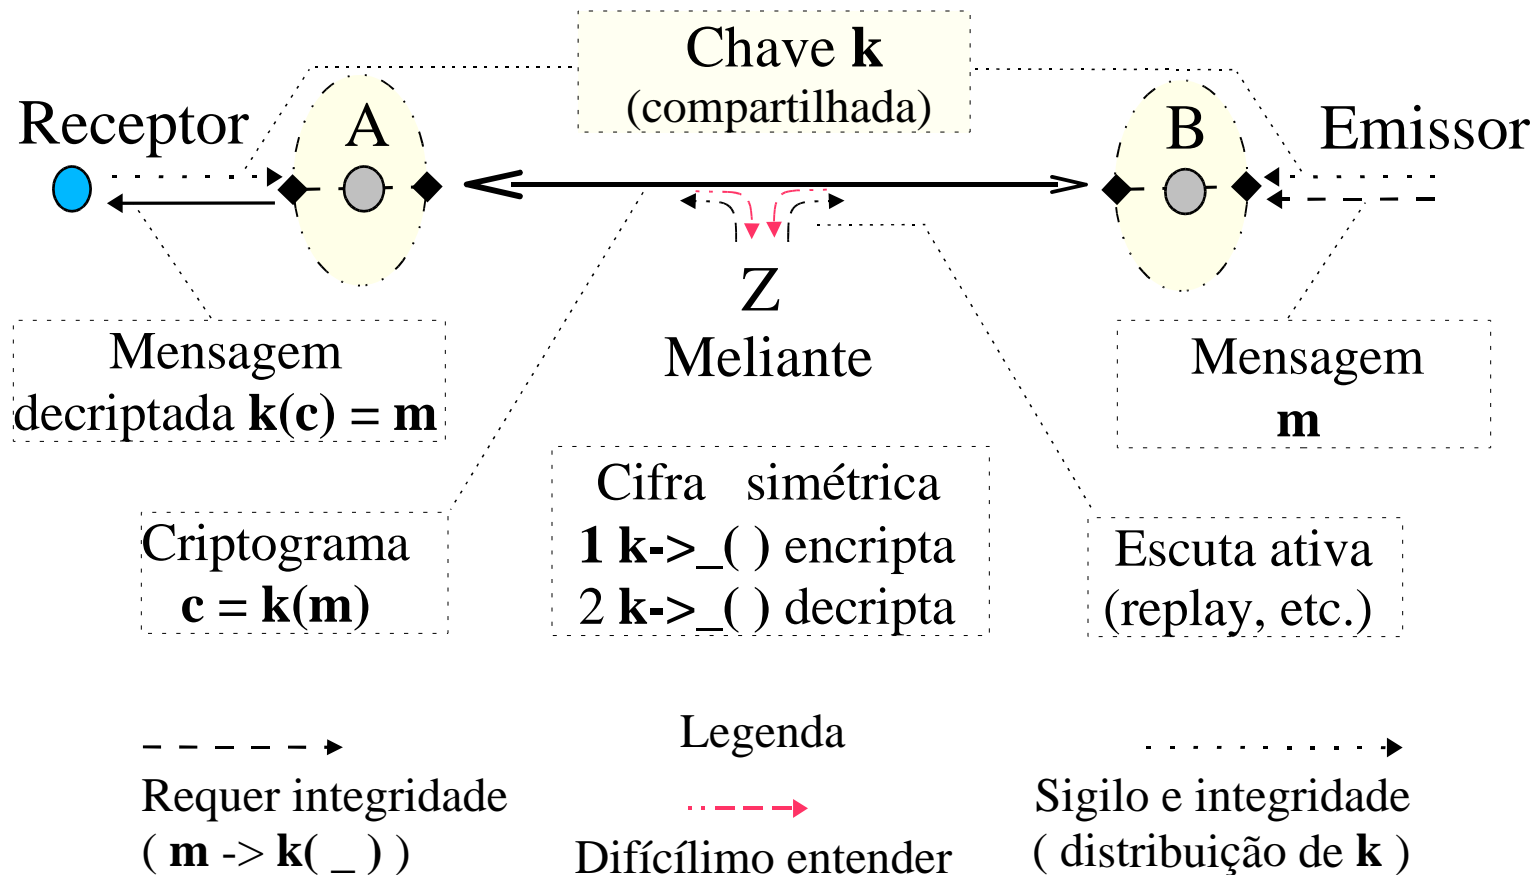 Chave k
(compartilhada)
Receptor
A
B
Emissor
Z
Meliante
Mensagem
decriptada k(c) = m
Mensagem
m
Criptograma
c = k(m)
Cifra simétrica
1 k->_( ) encripta
2 k->_( ) decripta
Escuta ativa
(replay, etc.)
Legenda
Requer integridade
( m -> k( _ ) )
Difícílimo entender
Sigilo e integridade
( distribuição de k )